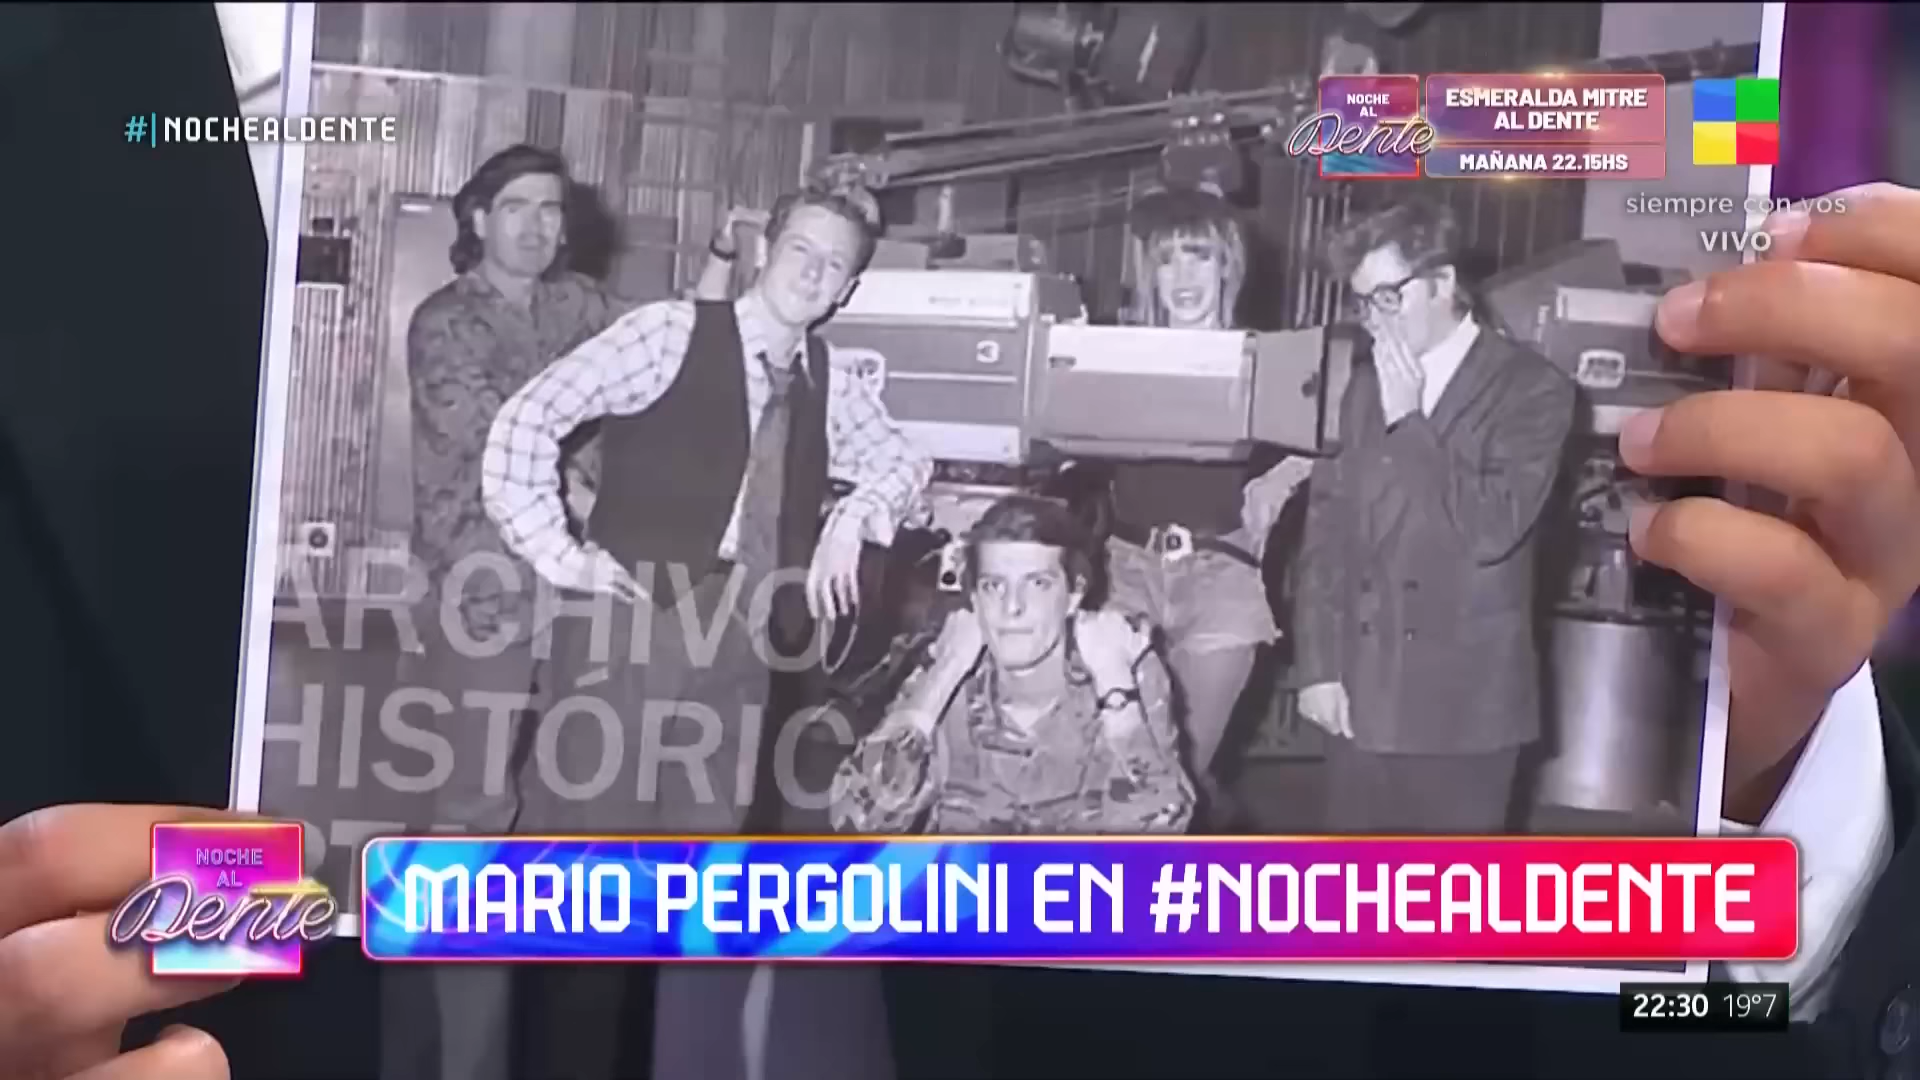 #|NOCHEALDENTE
NOCHE
AL
Dente
ESMERALDA MITRE
AL DENTE
MAÑANA 22.15HS
siempre con vos
VIVO
3
ARCHIVO
HISTÓRICO
NOCHE
AL
Dente
MARIO PERGOLINI EN #NOCHEALDENTE
22:30 19°7